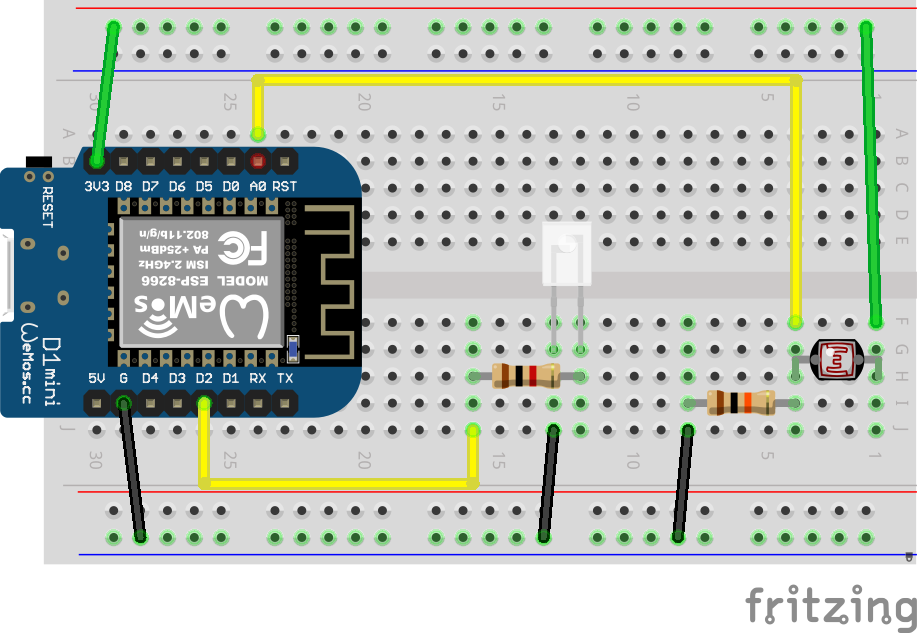 30 25 20 15 10 5 1
A A
B B
C C
D D
E E
3V3 D8 D7 D6 D5 D0 A0 RST
RESET
802.11b/g/n
PA +25dBm
ISM 2.4GHz
ESP-8266
MODEL
FC
WeMos
D1 mini
WeMos.cc
5V G D4 D3 D2 D1 RX TX
F F
G G
H H
I I
J J
30 25 15 10 5 1
fritzing